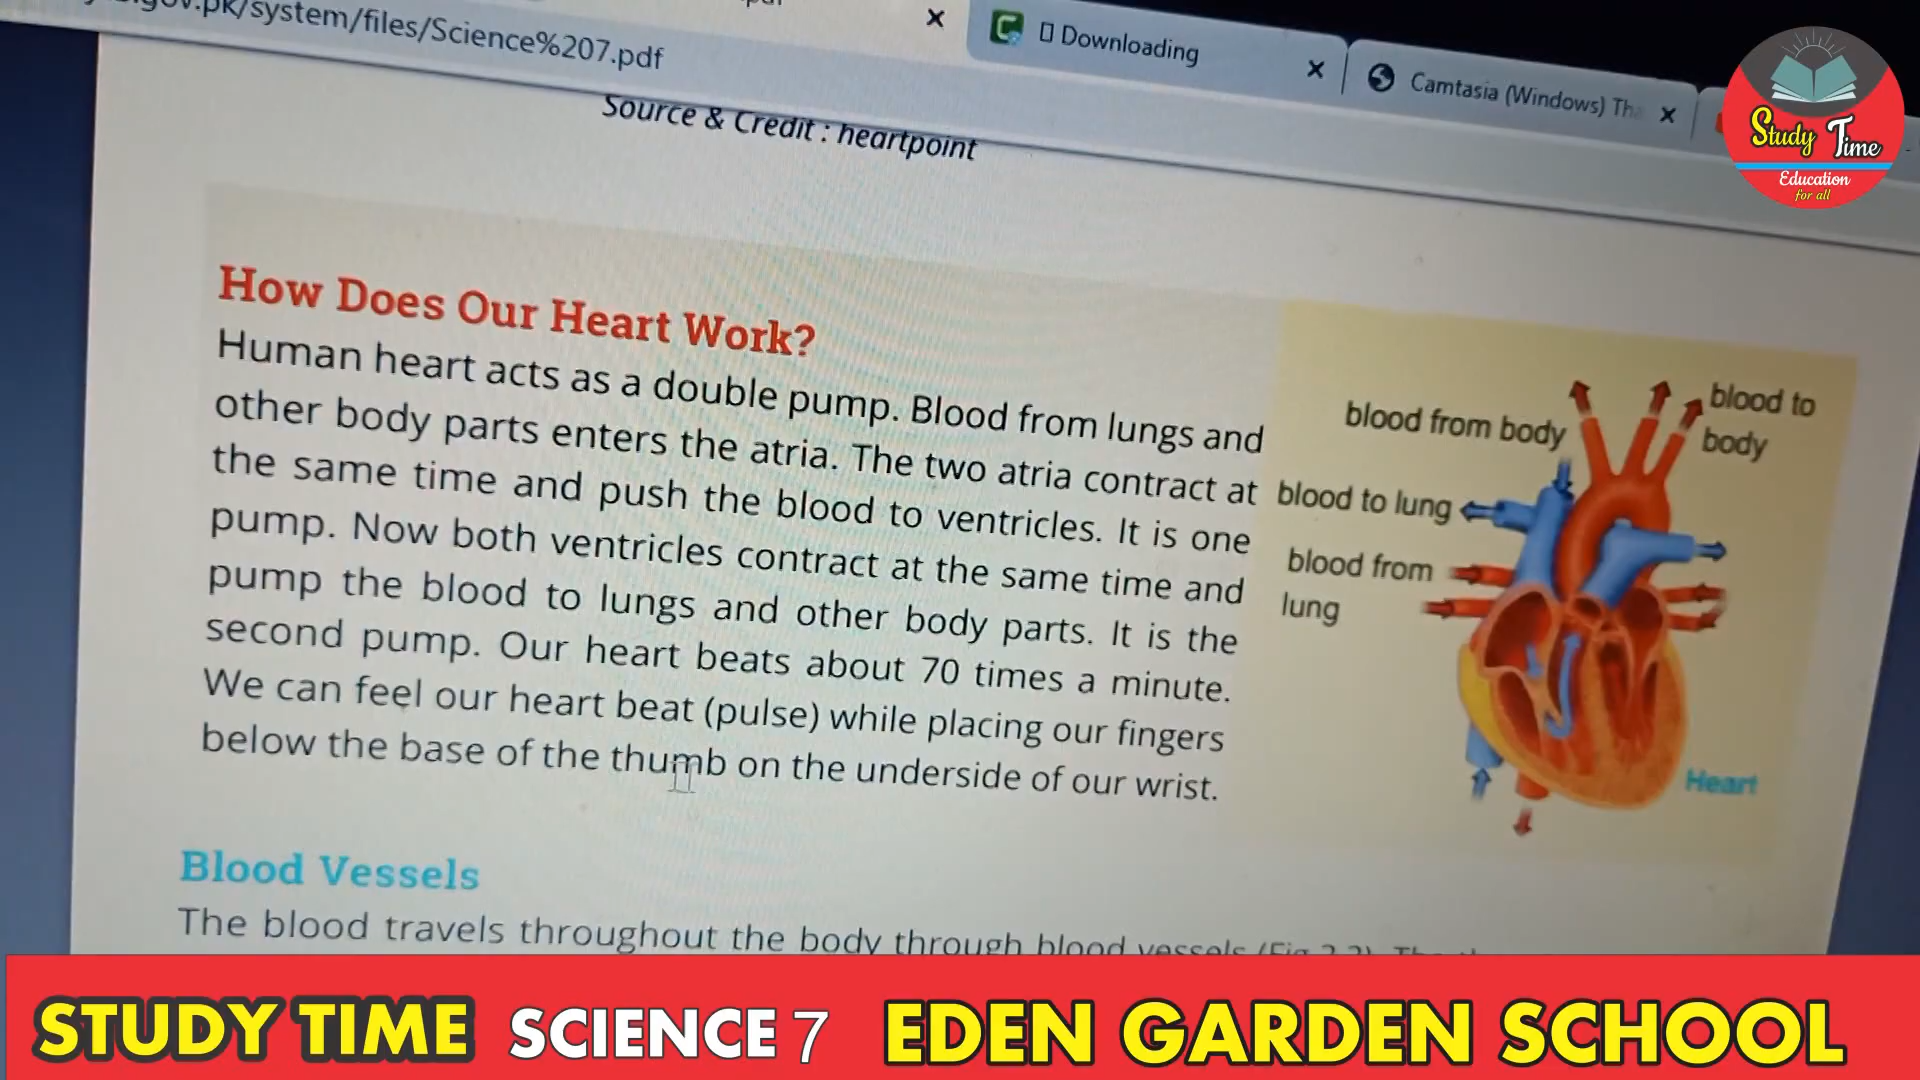 .pk/system/files/Science%207.pdf
Downloading
Camtasia (Windows)
Study Time
Education
for all
Source & Credit : heartpoint
How Does Our Heart Work?
Human heart acts as a double pump. Blood from lungs and
other body parts enters the atria. The two atria contract at
the same time and push the blood to ventricles. It is one
pump. Now both ventricles contract at the same time and
pump the blood to lungs and other body parts. It is the
second pump. Our heart beats about 70 times a minute.
We can feel our heart beat (pulse) while placing our fingers
below the base of the thumb on the underside of our wrist.
blood from body
blood to
body
blood to lung
blood from
lung
Heart
Blood Vessels
The blood travels throughout the body through blood vessels
STUDY TIME SCIENCE 7 EDEN GARDEN SCHOOL